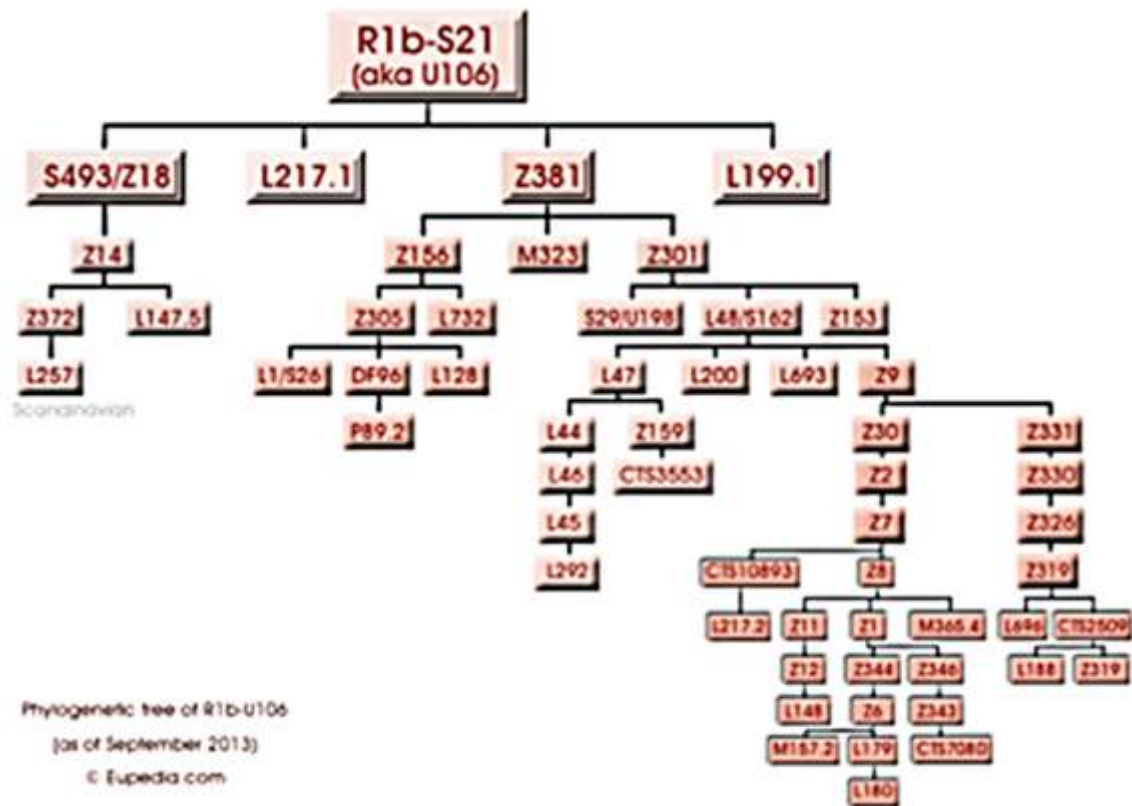 R1b-S21
(aka U106)
S493/Z18 L217.1 Z381 L199.1
Z14 Z156 M323 Z301
Z372 L147.5 Z305 L732 S29/U198 L48/S162 Z153
L257 L1/S26 DF96 L128 L47 L200 L693 Z9
Scandinavian
P89.2 L44 Z159 Z30 Z331
L46 CTS3553 Z2 Z330
L45 Z7 Z326
L292 CTS10893 Z8 Z319
L217.2 Z11 Z1 M365.4 L696 CTS2509
Z12 Z344 Z346 L188 Z319
L148 Z6 Z343
M157.2 L179 CTS7080
L180
Phylogenetic tree of R1b-U106
(as of September 2013)
© Eupedia.com